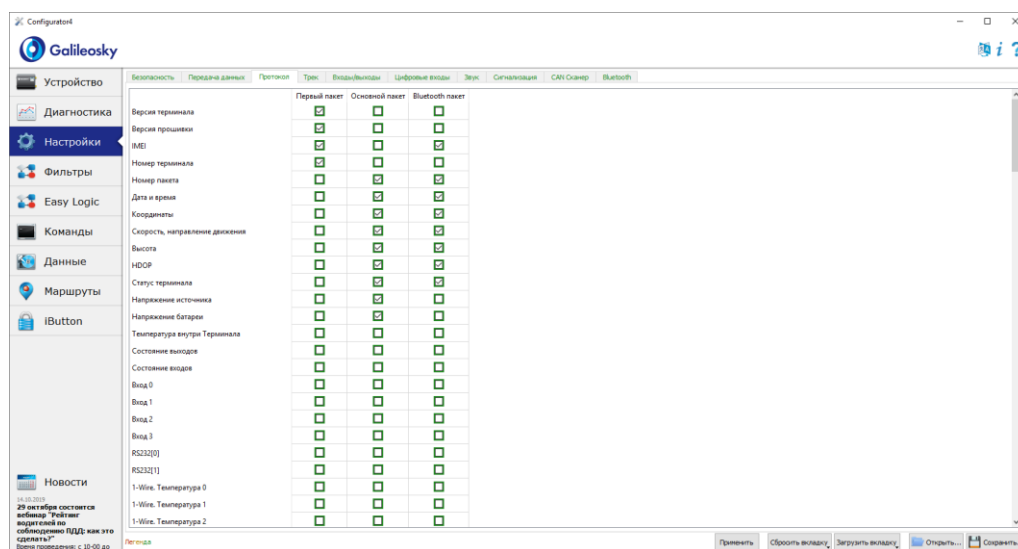 Configurator4
Galileosky
Устройство
Диагностика
Настройки
Фильтры
Easy Logic
Команды
Данные
Маршруты
iButton
Новости
14.10.2019
29 октября состоится
вебинар "Рейтинг
водителей по
соблюдению ПДД: как это
сделать?"
Время проведения: с 10-00 до
Безопасность Передача данных Протокол Трек Входы/выходы Цифровые входы Звук Сигнализация CAN Сканер Bluetooth
Первый пакет Основной пакет Bluetooth пакет
Версия терминала
Версия прошивки
IMEI
Номер терминала
Номер пакета
Дата и время
Координаты
Скорость, направление движения
Высота
HDOP
Статус терминала
Напряжение источника
Напряжение батареи
Температура внутри Терминала
Состояние выходов
Состояние входов
Вход 0
Вход 1
Вход 2
Вход 3
RS232[0]
RS232[1]
1-Wire. Температура 0
1-Wire. Температура 1
1-Wire. Температура 2
Легенда
Применить Сбросить вкладку Загрузить вкладку Открыть... Сохранить...